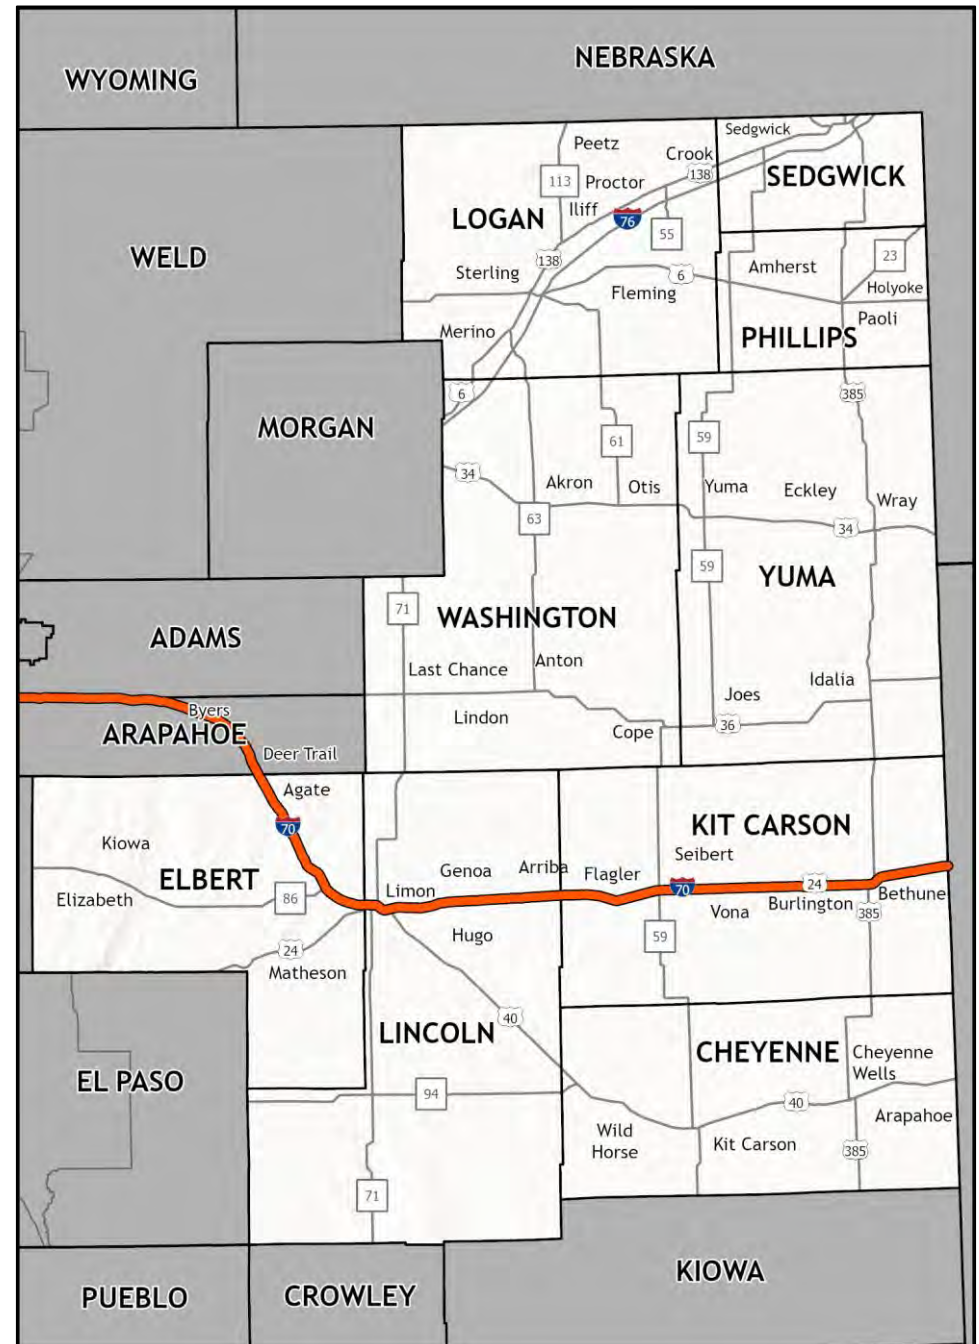 WYOMING
NEBRASKA
Sedgwick
Peetz
Crook
138
SEDGWICK
113
Proctor
Iliff
LOGAN
76
55
WELD
138
23
Amherst
Sterling
6
Holyoke
Fleming
Paoli
Merino
PHILLIPS
6
385
MORGAN
61
59
34
Akron
Otis
Yuma
Eckley
Wray
63
34
59
YUMA
71
WASHINGTON
ADAMS
Last Chance
Anton
Idalia
Joes
Byers
Lindon
36
Cope
ARAPAHOE
Deer Trail
Agate
70
KIT CARSON
Kiowa
Seibert
Genoa
Arriba
Flagler
ELBERT
70
24
Limon
Bethune
Elizabeth
86
Vona
Burlington
385
Hugo
59
24
Matheson
40
LINCOLN
CHEYENNE
Cheyenne
Wells
EL PASO
94
40
Arapahoe
Wild
Horse
Kit Carson
385
71
KIOWA
PUEBLO
CROWLEY